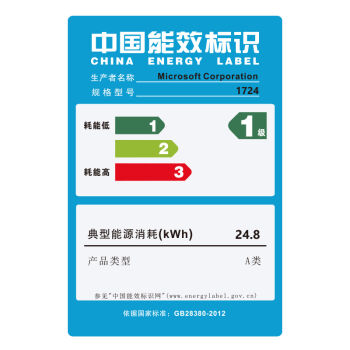 中国能效标识
CHINA ENERGY LABEL
生产者名称 Microsoft Corporation
规格型号 1724
耗能低 1 1级
2
耗能高 3
典型能源消耗(kWh) 24.8
产品类型 A类
参见"中国能效标识网"(www.energylabel.gov.cn)
依据国家标准：GB28380-2012